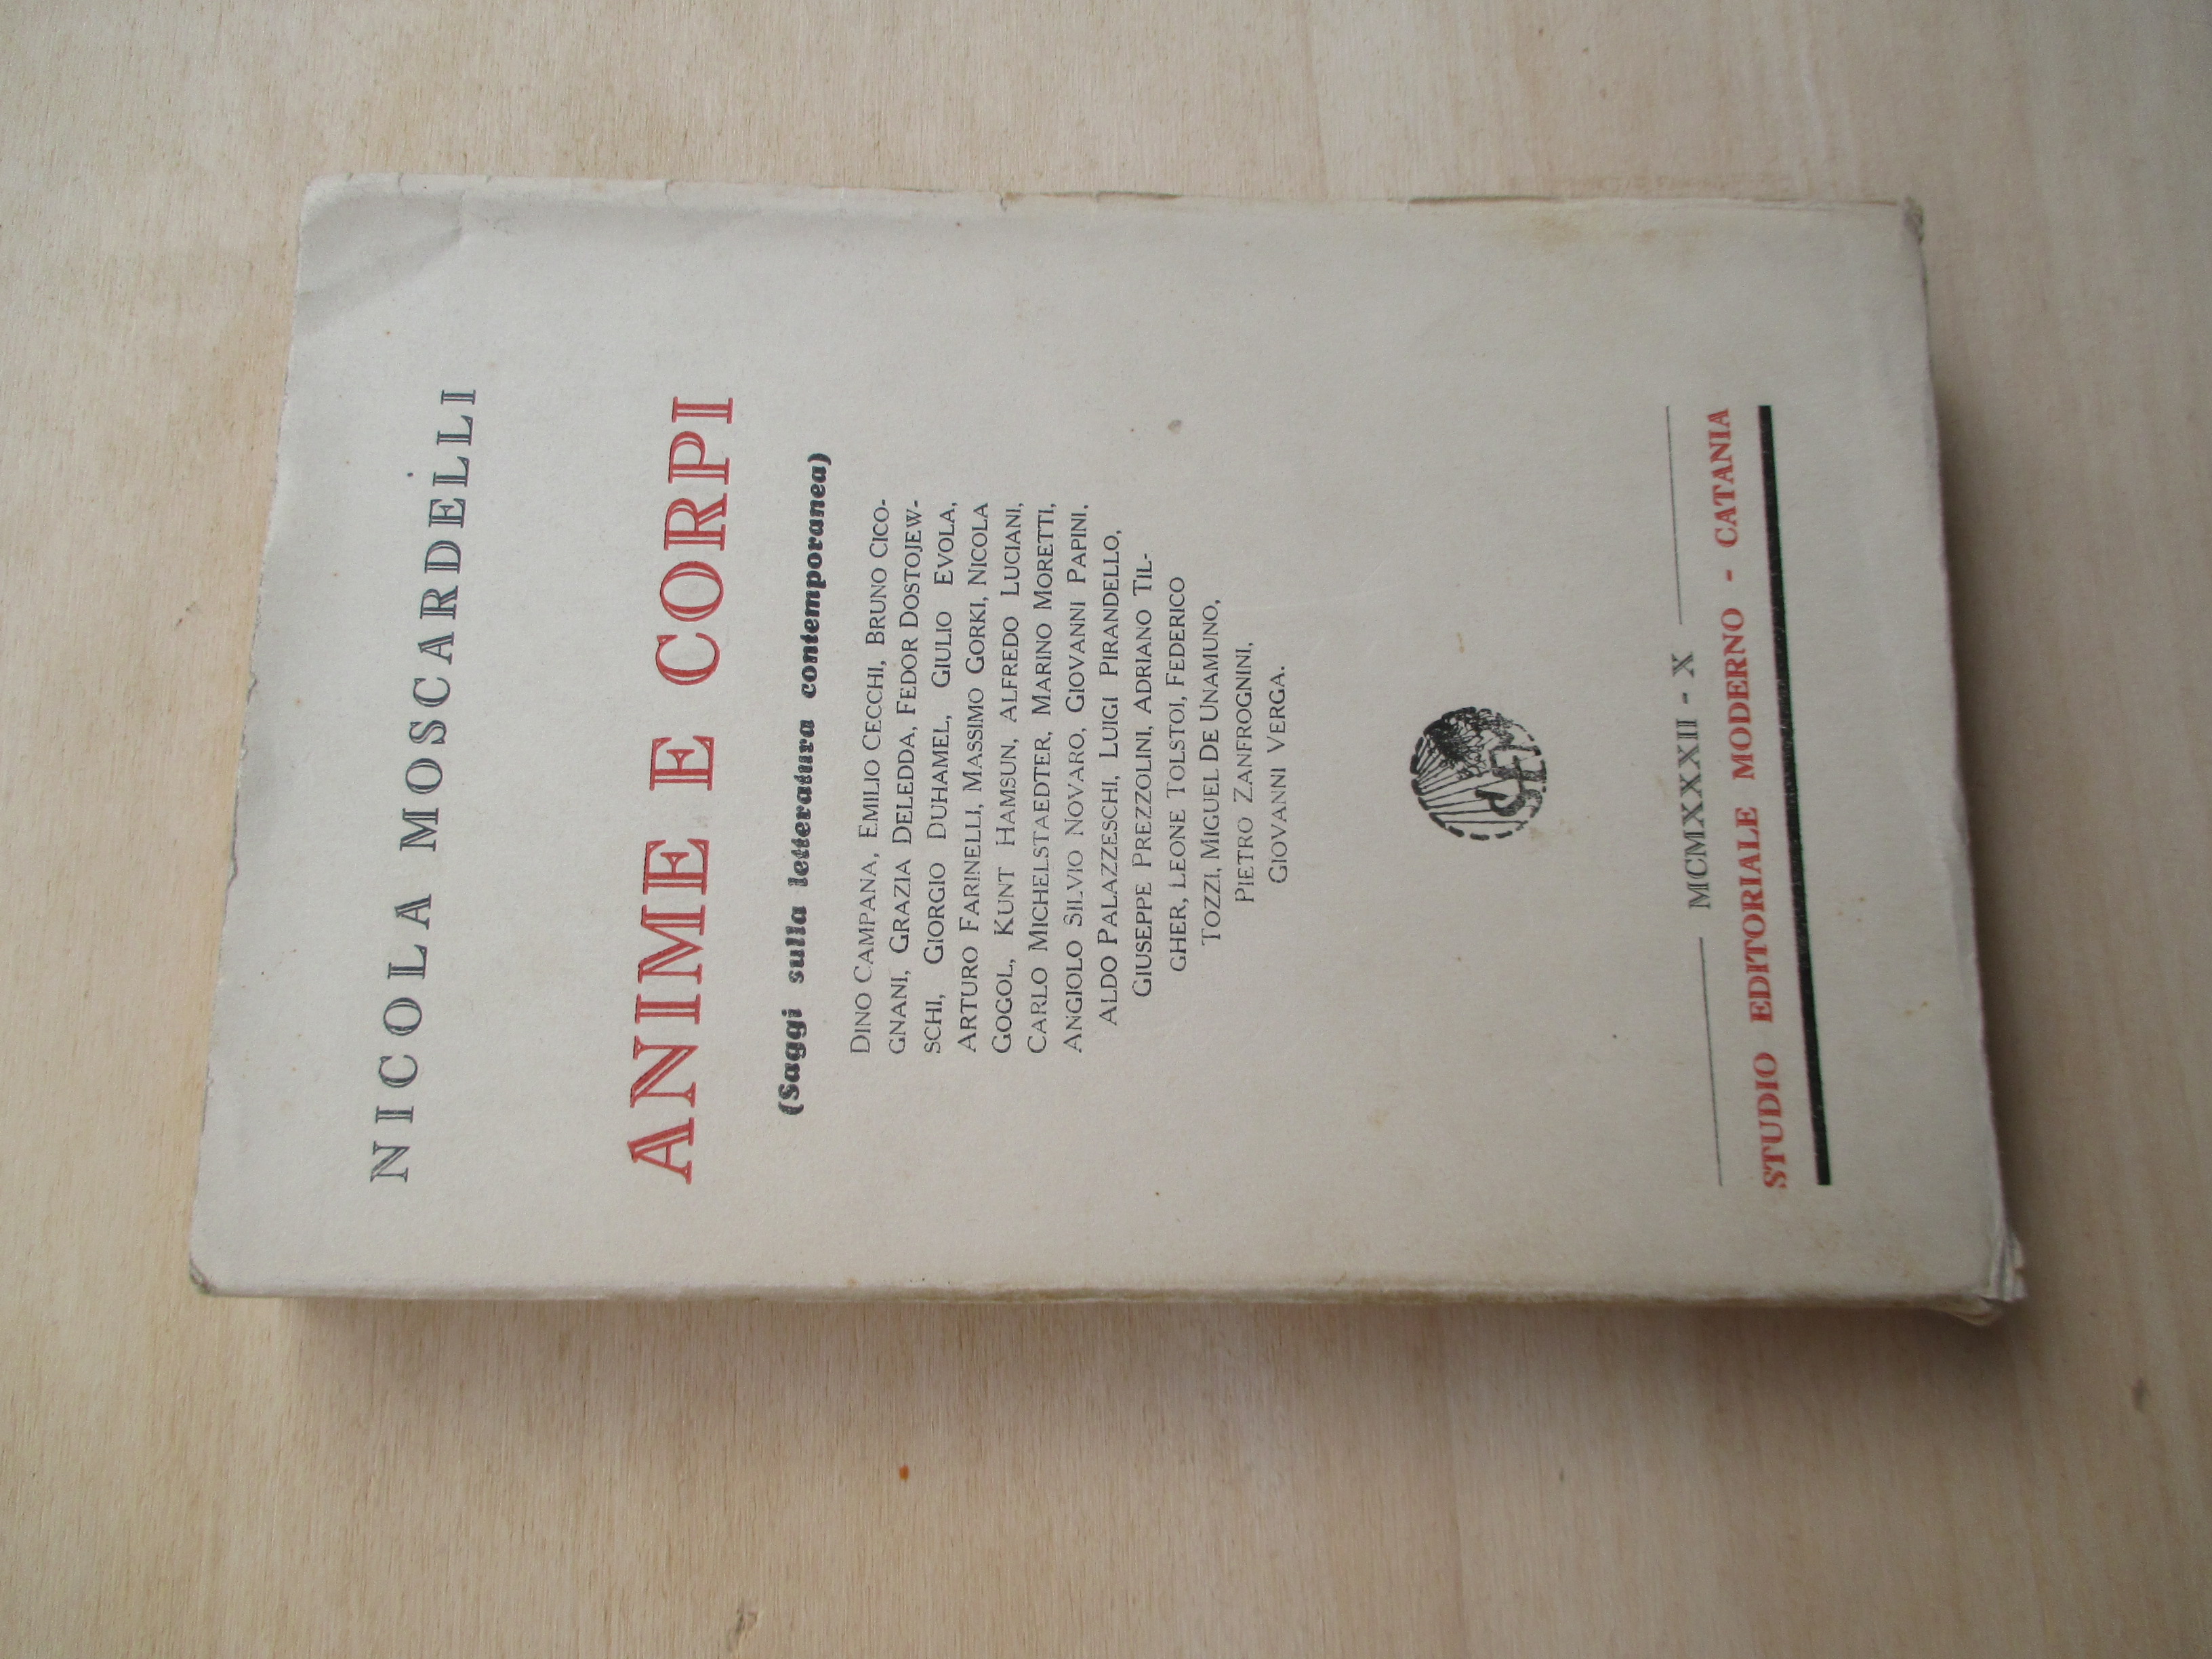 NICOLA MOSCARDELLI
ANIME E CORPI
(Saggi sulla letteratura contemporanea)
DINO CAMPANA, EMILIO CECCHI, BRUNO CICO-
GNANI, GRAZIA DELEDDA, FEDOR DOSTOJEW-
SCHI, GIORGIO DUHAMEL, GIULIO EVOLA,
ARTURO FARINELLI, MASSIMO GORKI, NICOLA
GOGOL, KUNT HAMSUN, ALFREDO LUCIANI,
CARLO MICHELSTAEDTER, MARINO MORETTI,
ANGIOLO SILVIO NOVARO, GIOVANNI PAPINI,
ALDO PALAZZESCHI, LUIGI PIRANDELLO,
GIUSEPPE PREZZOLINI, ADRIANO TIL-
GHER, LEONE TOLSTOI, FEDERICO
TOZZI, MIGUEL DE UNAMUNO,
PIETRO ZANFROGNINI,
GIOVANNI VERGA.
MCMXXXII - X
STUDIO EDITORIALE MODERNO - CATANIA